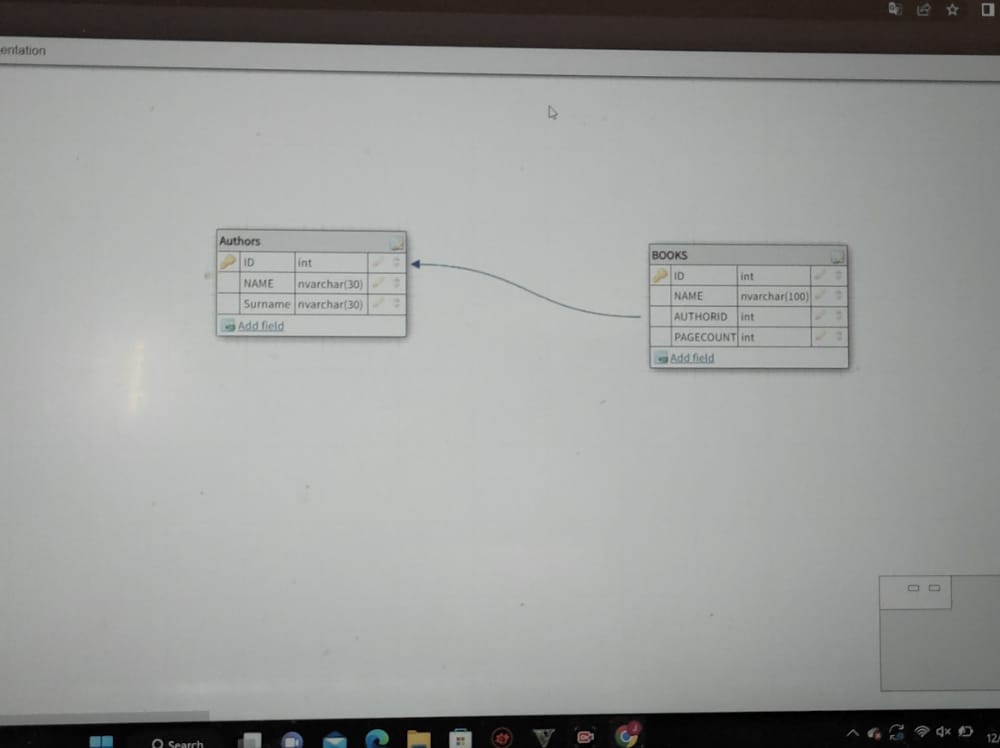 entation
Authors
ID int
NAME nvarchar(30)
Surname nvarchar(30)
Add field
BOOKS
ID int
NAME nvarchar(100)
AUTHORID int
PAGECOUNT int
Add field
Search
12